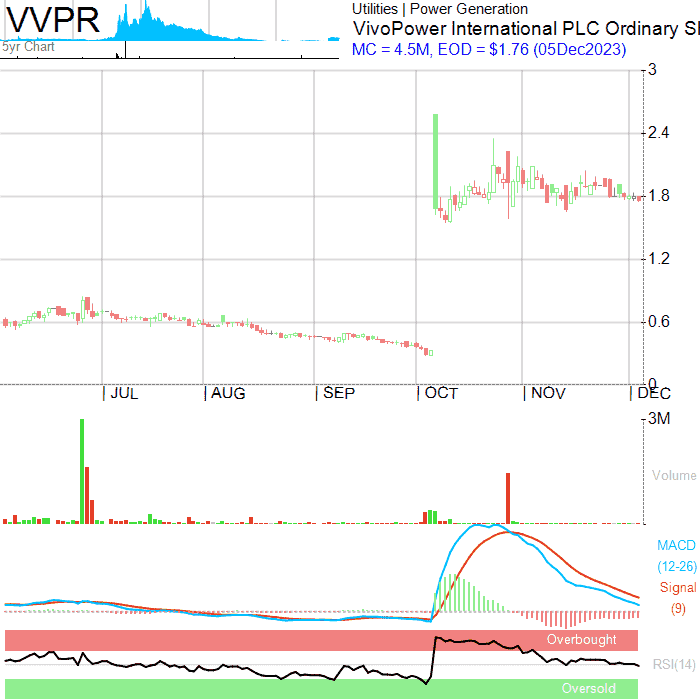 VVPR
5yr Chart
Utilities | Power Generation
VivoPower International PLC Ordinary S
MC = 4.5M, EOD = $1.76 (05Dec2023)
3
2.4
1.8
1.2
0.6
0
JUL
AUG
SEP
OCT
NOV
DEC
3M
Volume
MACD
(12-26)
Signal
(9)
Overbought
RSI(14)
Oversold